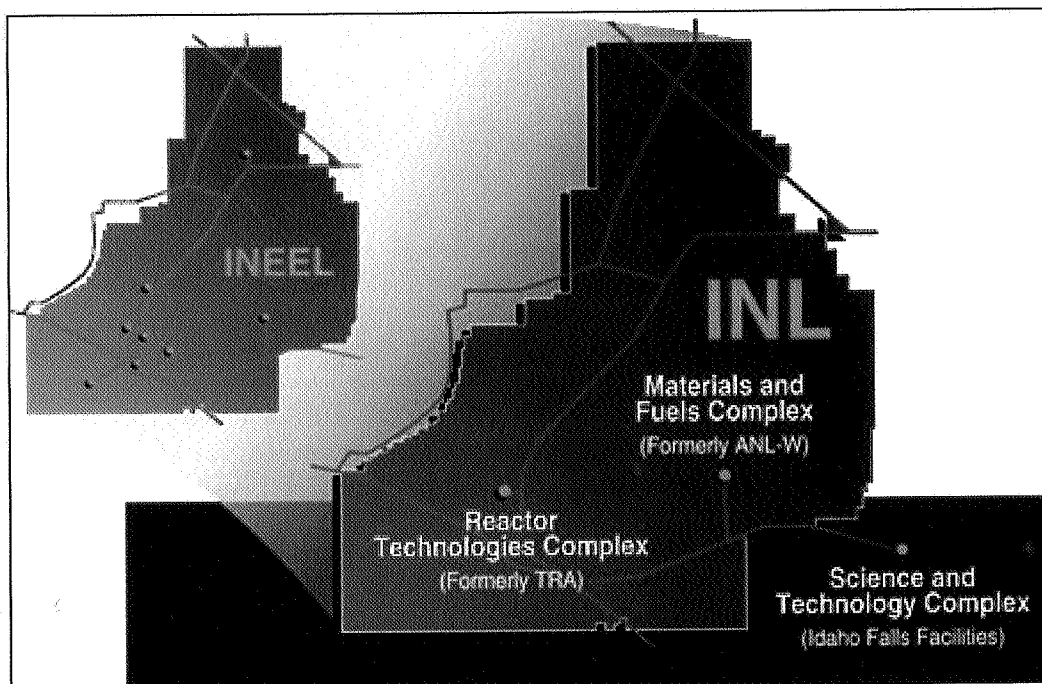 INEEL
INL
Materials and
Fuels Complex
(Formerly ANL-W)
Reactor
Technologies Complex
(Formerly TRA)
Science and
Technology Complex
(Idaho Falls Facilities)